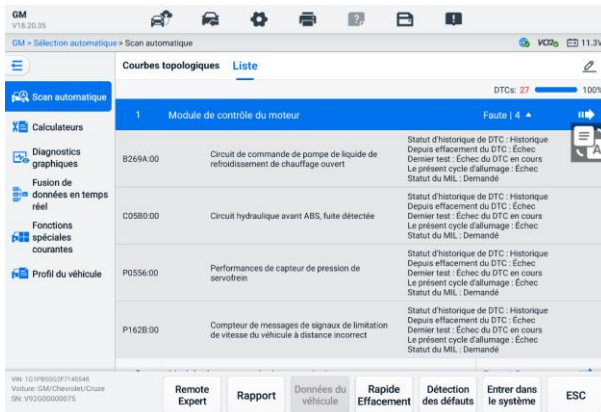 GM
V18.20.35
GM > Sélection automatique > Scan automatique
VCI 11.3V
Courbes topologiques Liste
DTCs: 27 100%
Scan automatique
Calculateurs
Diagnostics
graphiques
Fusion de
données en temps
réel
Fonctions
spéciales
courantes
Profil du véhicule
1 Module de contrôle du moteur Faute | 4
B269A:00
Circuit de commande de pompe de liquide de
refroidissement de chauffage ouvert
Statut d'historique de DTC : Historique
Depuis effacement du DTC : Échec
Dernier test : Échec du DTC en cours
Le présent cycle d'allumage : Échec
Statut du MIL : Demandé
C05B0:00
Circuit hydraulique avant ABS, fuite détectée
Statut d'historique de DTC : Historique
Depuis effacement du DTC : Échec
Dernier test : Échec du DTC en cours
Le présent cycle d'allumage : Échec
Statut du MIL : Demandé
P0556:00
Performances de capteur de pression de
servofrein
Statut d'historique de DTC : Historique
Depuis effacement du DTC : Échec
Dernier test : Échec du DTC en cours
Le présent cycle d'allumage : Échec
Statut du MIL : Demandé
P162B:00
Compteur de messages de signaux de limitation
de vitesse du véhicule à distance incorrect
Statut d'historique de DTC : Historique
Depuis effacement du DTC : Échec
Dernier test : Échec du DTC en cours
Le présent cycle d'allumage : Échec
Statut du MIL : Demandé
VIN:
Voiture: GM/Chevrolet/Cruze
SN: V92G00000075
Remote
Expert
Rapport
Données du
véhicule
Rapide
Effacement
Détection
des défauts
Entrer dans
le système
ESC